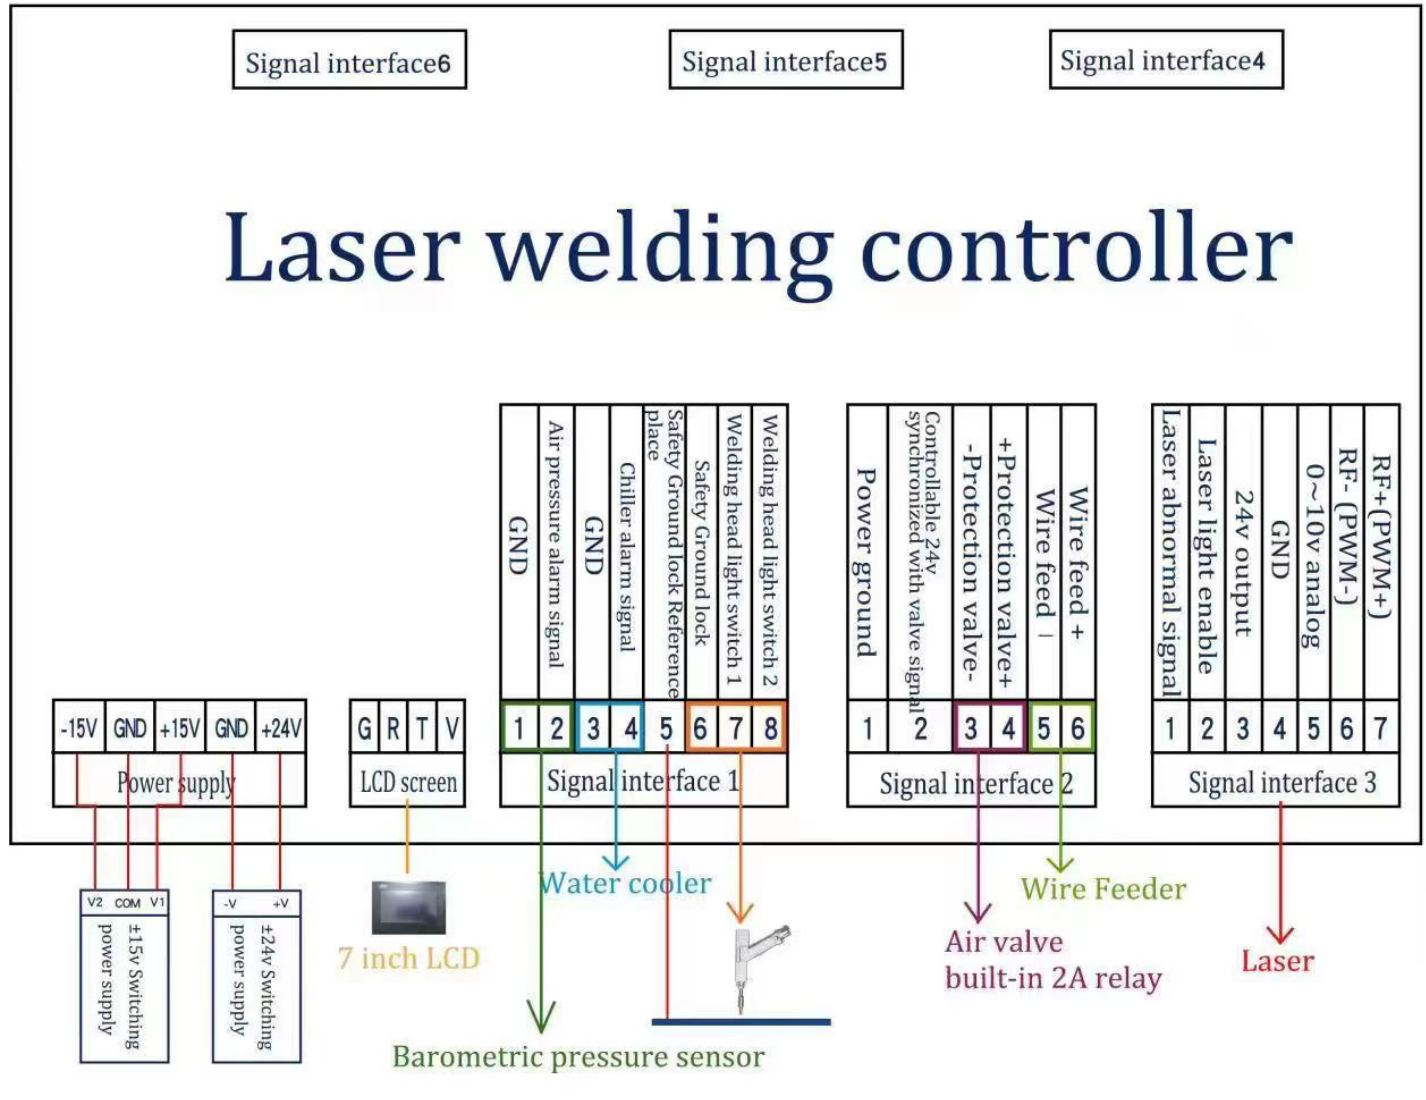 Signal interface6
Signal interface5
Signal interface4
Laser welding controller
-15V
GND
+15V
GND
+24V
Power supply
G
R
T
V
LCD screen
GND
Air pressure alarm signal
GND
Chiller alarm signal
Safety Ground lock Reference
place
Safety Ground lock
Welding head light switch 1
Welding head light switch 2
1
2
3
4
5
6
7
8
Signal interface 1
Power ground
Controllable 24v
synchronized with valve signal
-Protection valve-
+Protection valve+
Wire feed -
Wire feed +
1
2
3
4
5
6
Signal interface 2
Laser abnormal signal
Laser light enable
24v output
GND
0~10v analog
RF- (PWM-)
RF+(PWM+)
1
2
3
4
5
6
7
Signal interface 3
V2
COM
V1
±15v Switching
power supply
-V
+V
±24v Switching
power supply
7 inch LCD
Water cooler
Barometric pressure sensor
Air valve
built-in 2A relay
Wire Feeder
Laser